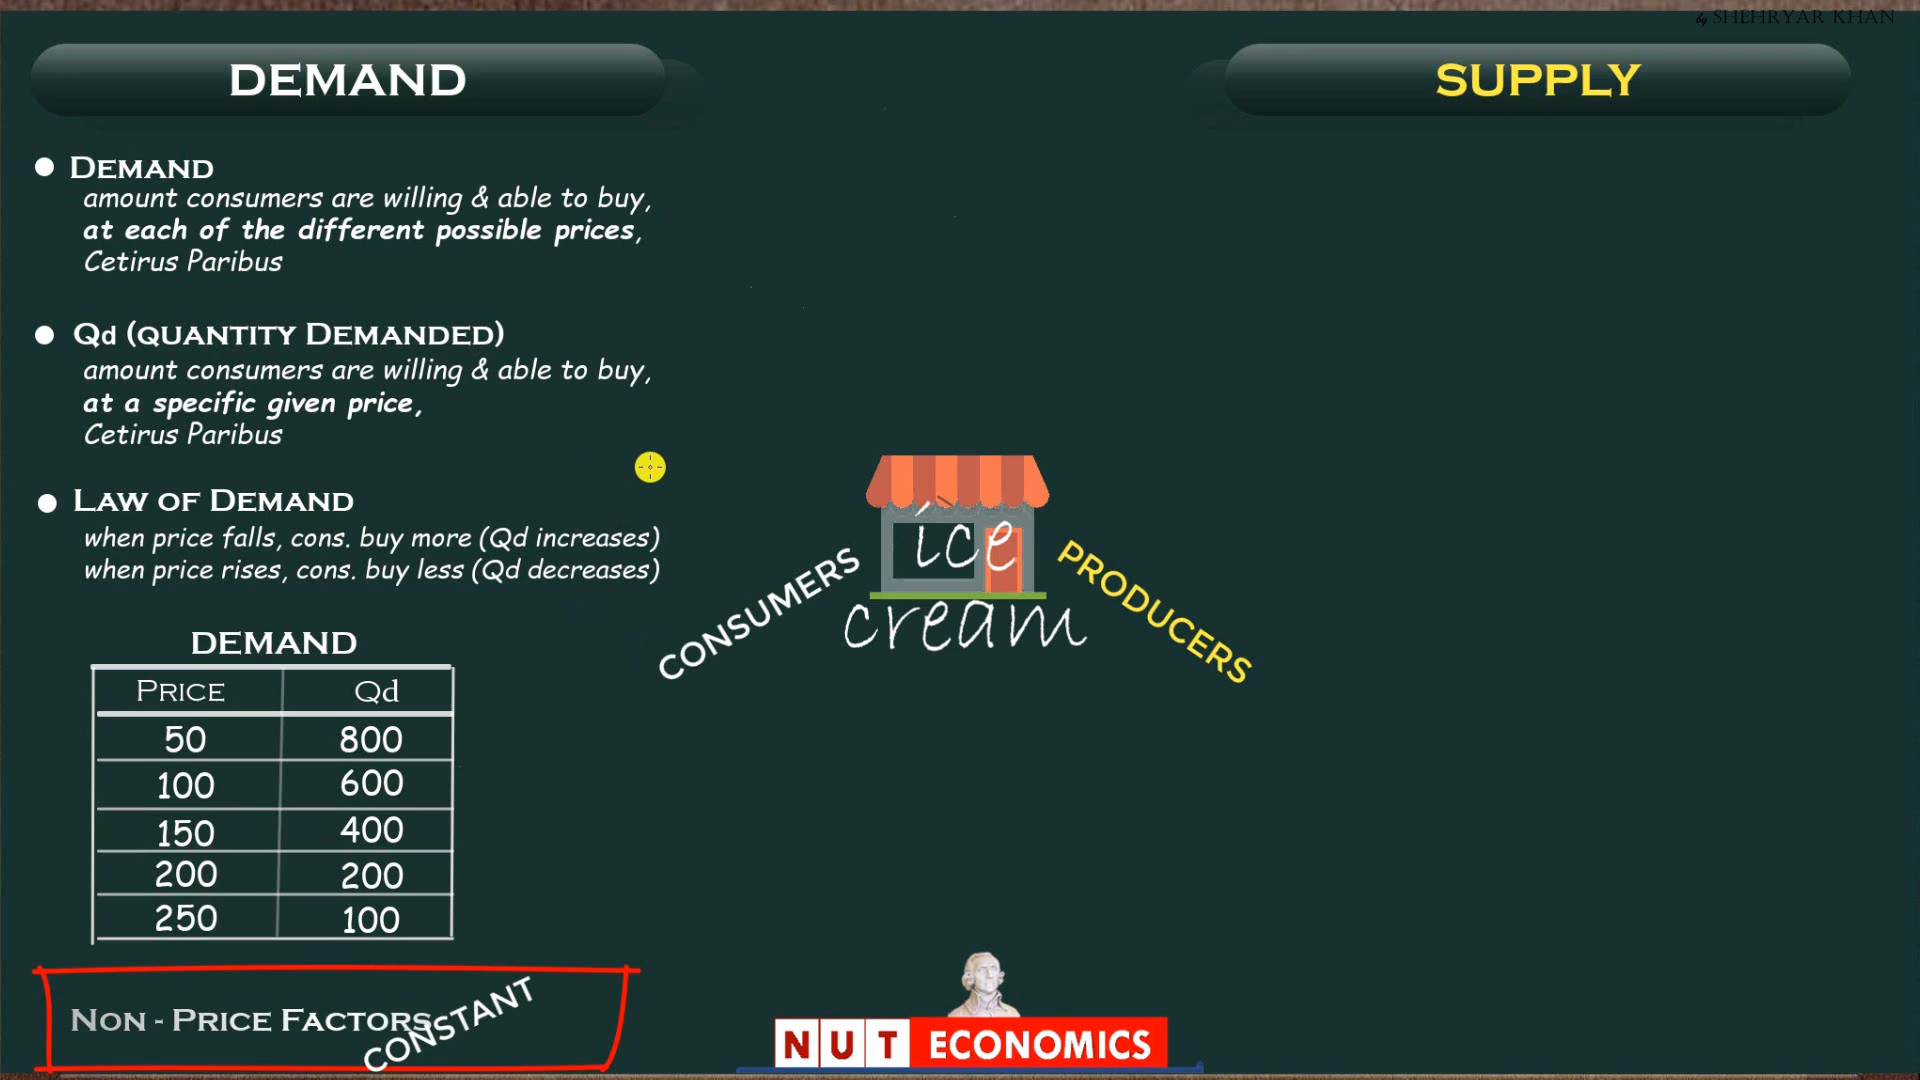 by SHEHRYAR KHAN
DEMAND
SUPPLY
DEMAND
amount consumers are willing & able to buy,
at each of the different possible prices,
Cetirus Paribus
Qd (QUANTITY DEMANDED)
amount consumers are willing & able to buy,
at a specific given price,
Cetirus Paribus
LAW OF DEMAND
when price falls, cons. buy more (Qd increases)
when price rises, cons. buy less (Qd decreases)
ice
cream
CONSUMERS
PRODUCERS
DEMAND
PRICE Qd
50 800
100 600
150 400
200 200
250 100
NON - PRICE FACTORS
CONSTANT
NUT ECONOMICS